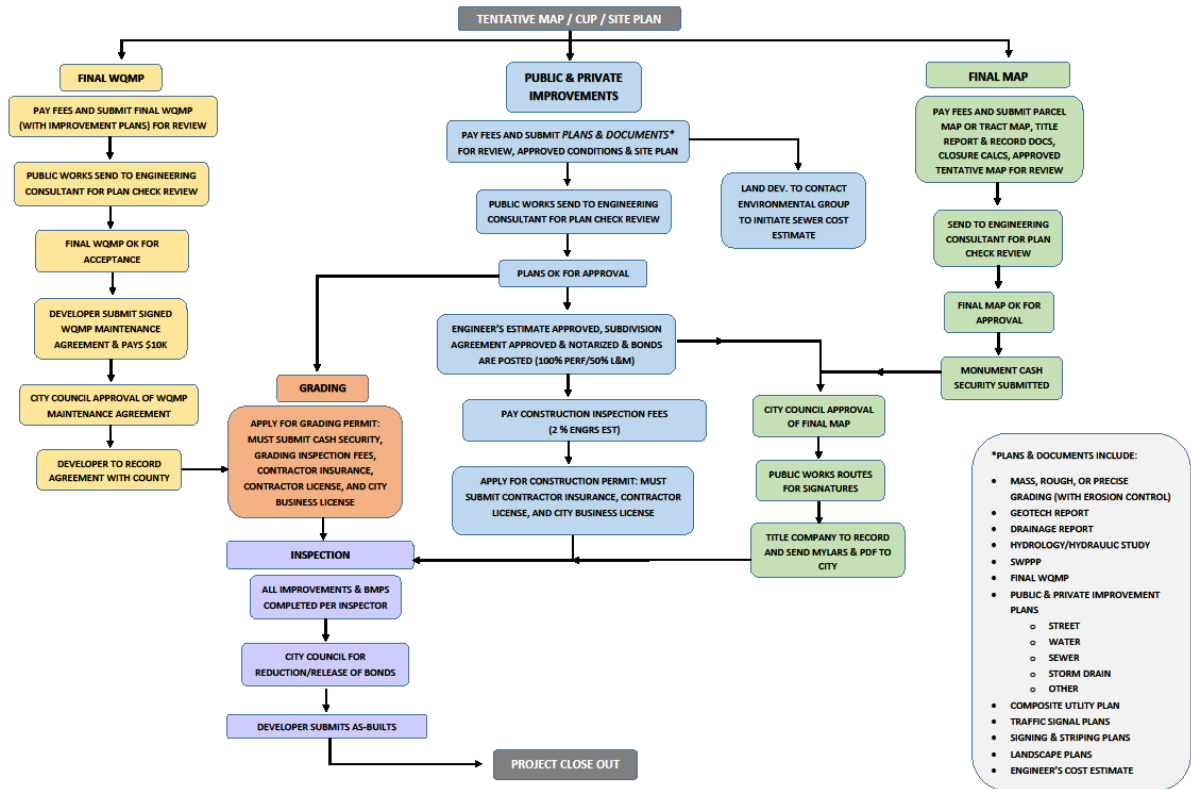 TENTATIVE MAP / CUP / SITE PLAN
FINAL WQMP
PAY FEES AND SUBMIT FINAL WQMP
(WITH IMPROVEMENT PLANS) FOR REVIEW
PUBLIC WORKS SEND TO ENGINEERING
CONSULTANT FOR PLAN CHECK REVIEW
FINAL WQMP OK FOR
ACCEPTANCE
DEVELOPER SUBMIT SIGNED
WQMP MAINTENANCE
AGREEMENT & PAYS $10K
CITY COUNCIL APPROVAL OF WQMP
MAINTENANCE AGREEMENT
DEVELOPER TO RECORD
AGREEMENT WITH COUNTY
PUBLIC & PRIVATE
IMPROVEMENTS
PAY FEES AND SUBMIT PLANS & DOCUMENTS*
FOR REVIEW, APPROVED CONDITIONS & SITE PLAN
LAND DEV. TO CONTACT
ENVIRONMENTAL GROUP
TO INITIATE SEWER COST
ESTIMATE
PUBLIC WORKS SEND TO ENGINEERING
CONSULTANT FOR PLAN CHECK REVIEW
PLANS OK FOR APPROVAL
ENGINEER'S ESTIMATE APPROVED, SUBDIVISION
AGREEMENT APPROVED & NOTARIZED & BONDS
ARE POSTED (100% PERF/50% L&M)
PAY CONSTRUCTION INSPECTION FEES
(2 % ENGRS EST)
APPLY FOR CONSTRUCTION PERMIT: MUST
SUBMIT CONTRACTOR INSURANCE, CONTRACTOR
LICENSE, AND CITY BUSINESS LICENSE
FINAL MAP
PAY FEES AND SUBMIT PARCEL
MAP OR TRACT MAP, TITLE
REPORT & RECORD DOCS,
CLOSURE CALCS, APPROVED
TENTATIVE MAP FOR REVIEW
SEND TO ENGINEERING
CONSULTANT FOR PLAN
CHECK REVIEW
FINAL MAP OK FOR
APPROVAL
MONUMENT CASH
SECURITY SUBMITTED
CITY COUNCIL APPROVAL
OF FINAL MAP
PUBLIC WORKS ROUTES
FOR SIGNATURES
TITLE COMPANY TO RECORD
AND SEND MYLARS & PDF TO
CITY
GRADING
APPLY FOR GRADING PERMIT:
MUST SUBMIT CASH SECURITY,
GRADING INSPECTION FEES,
CONTRACTOR INSURANCE,
CONTRACTOR LICENSE, AND CITY
BUSINESS LICENSE
INSPECTION
ALL IMPROVEMENTS & BMPS
COMPLETED PER INSPECTOR
CITY COUNCIL FOR
REDUCTION/RELEASE OF BONDS
DEVELOPER SUBMITS AS-BUILTS
PROJECT CLOSE OUT
*PLANS & DOCUMENTS INCLUDE:
• MASS, ROUGH, OR PRECISE
GRADING (WITH EROSION CONTROL)
• GEOTECH REPORT
• DRAINAGE REPORT
• HYDROLOGY/HYDRAULIC STUDY
• SWPPP
• FINAL WQMP
• PUBLIC & PRIVATE IMPROVEMENT
PLANS
o STREET
o WATER
o SEWER
o STORM DRAIN
o OTHER
• COMPOSITE UTLITY PLAN
• TRAFFIC SIGNAL PLANS
• SIGNING & STRIPING PLANS
• LANDSCAPE PLANS
• ENGINEER'S COST ESTIMATE